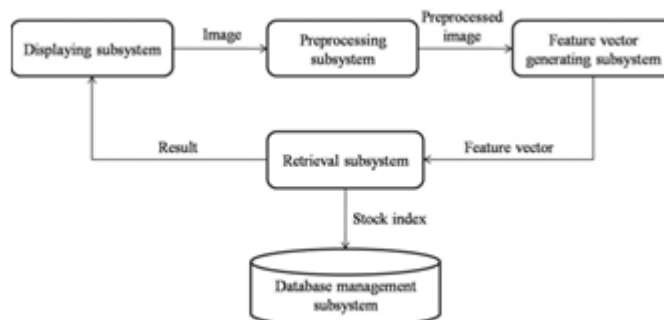 Displaying subsystem
Image
Preprocessing
subsystem
Preprocessed
image
Feature vector
generating subsystem
Result
Retrieval subsystem
Feature vector
Stock index
Database management
subsystem